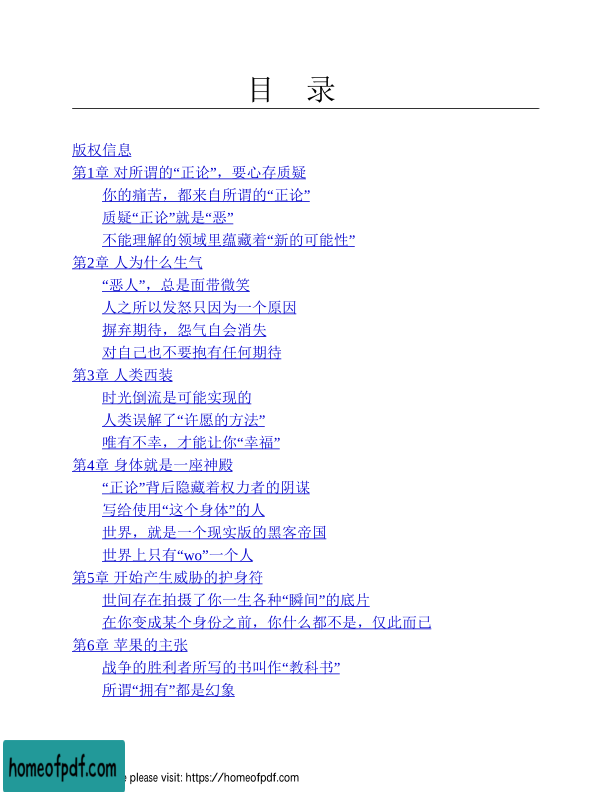 目 录
版权信息
第1章 对所谓的“正论”，要心存质疑
你的痛苦，都来自所谓的“正论”
质疑“正论”就是“恶”
不能理解的领域里蕴藏着“新的可能性”
第2章 人为什么生气
“恶人”，总是面带微笑
人之所以发怒只因为一个原因
摒弃期待，怨气自会消失
对自己也不要抱有任何期待
第3章 人类西装
时光倒流是可能实现的
人类误解了“许愿的方法”
唯有不幸，才能让你“幸福”
第4章 身体就是一座神殿
“正论”背后隐藏着权力者的阴谋
写给使用“这个身体”的人
世界，就是一个现实版的黑客帝国
世界上只有“wo”一个人
第5章 开始产生威胁的护身符
世间存在拍摄了你一生各种“瞬间”的底片
在你变成某个身份之前，你什么都不是，仅此而已
第6章 苹果的主张
战争的胜利者所写的书叫作“教科书”
所谓“拥有”都是幻象
homeofpdf.com
please visit: https://homeofpdf.com